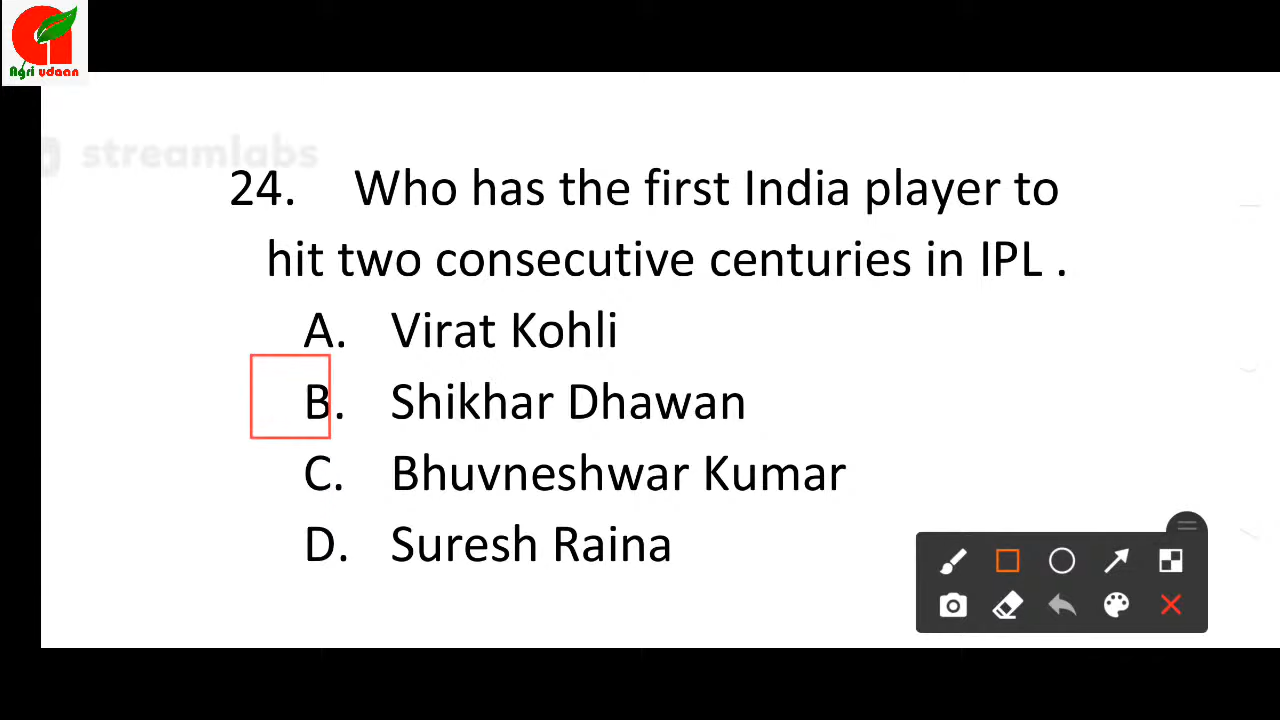 Agri udaan
streamlabs
24. Who has the first India player to
hit two consecutive centuries in IPL .
A. Virat Kohli
B. Shikhar Dhawan
C. Bhuvneshwar Kumar
D. Suresh Raina